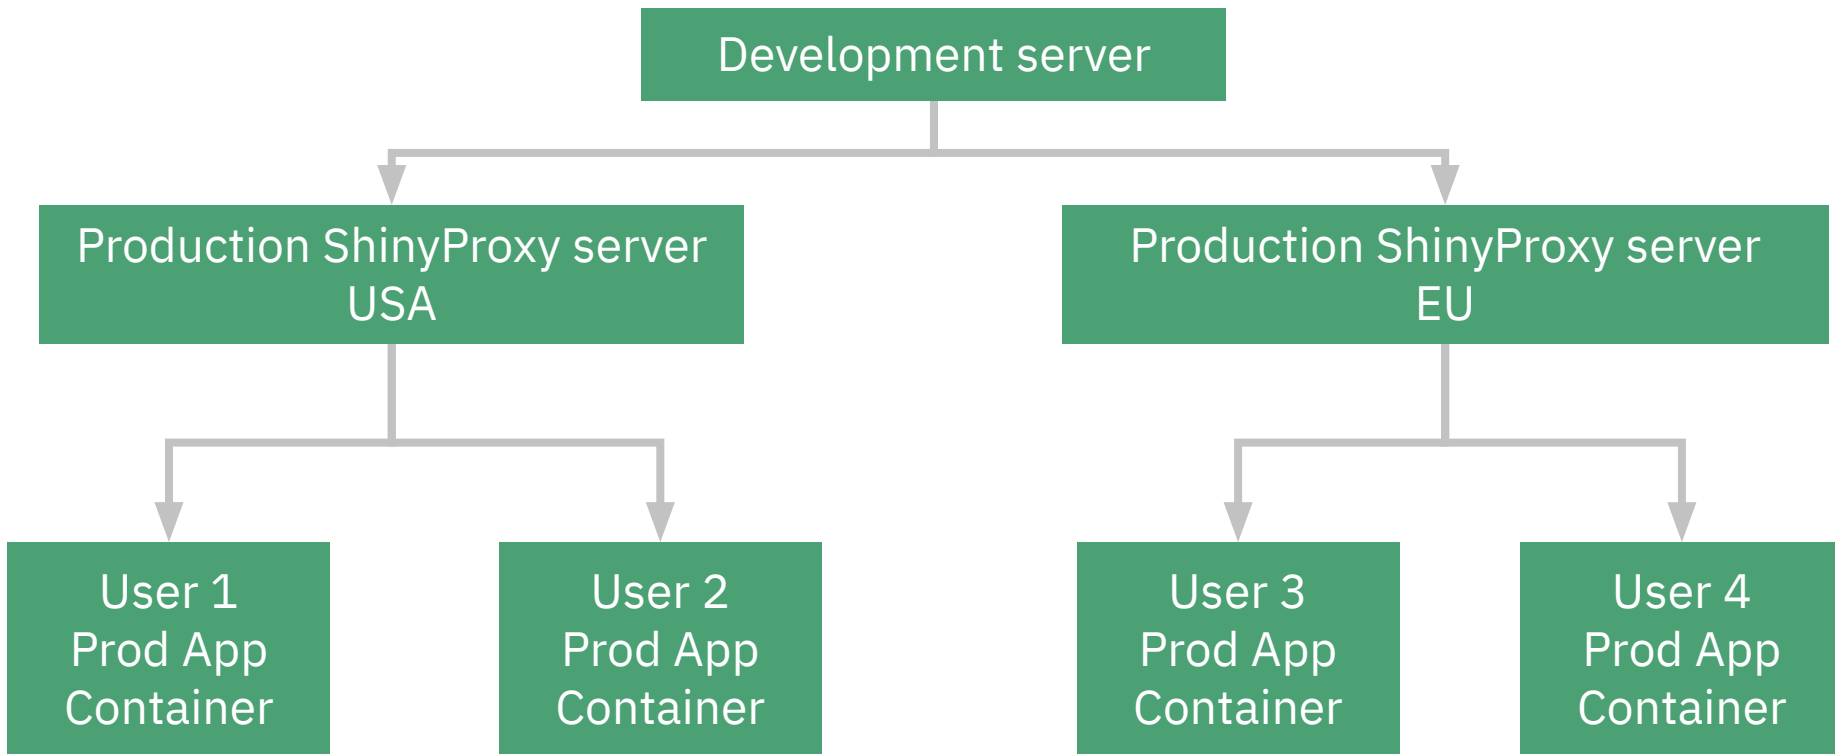 Development server
Production ShinyProxy server
USA
Production ShinyProxy server
EU
User 1
Prod App
Container
User 2
Prod App
Container
User 3
Prod App
Container
User 4
Prod App
Container